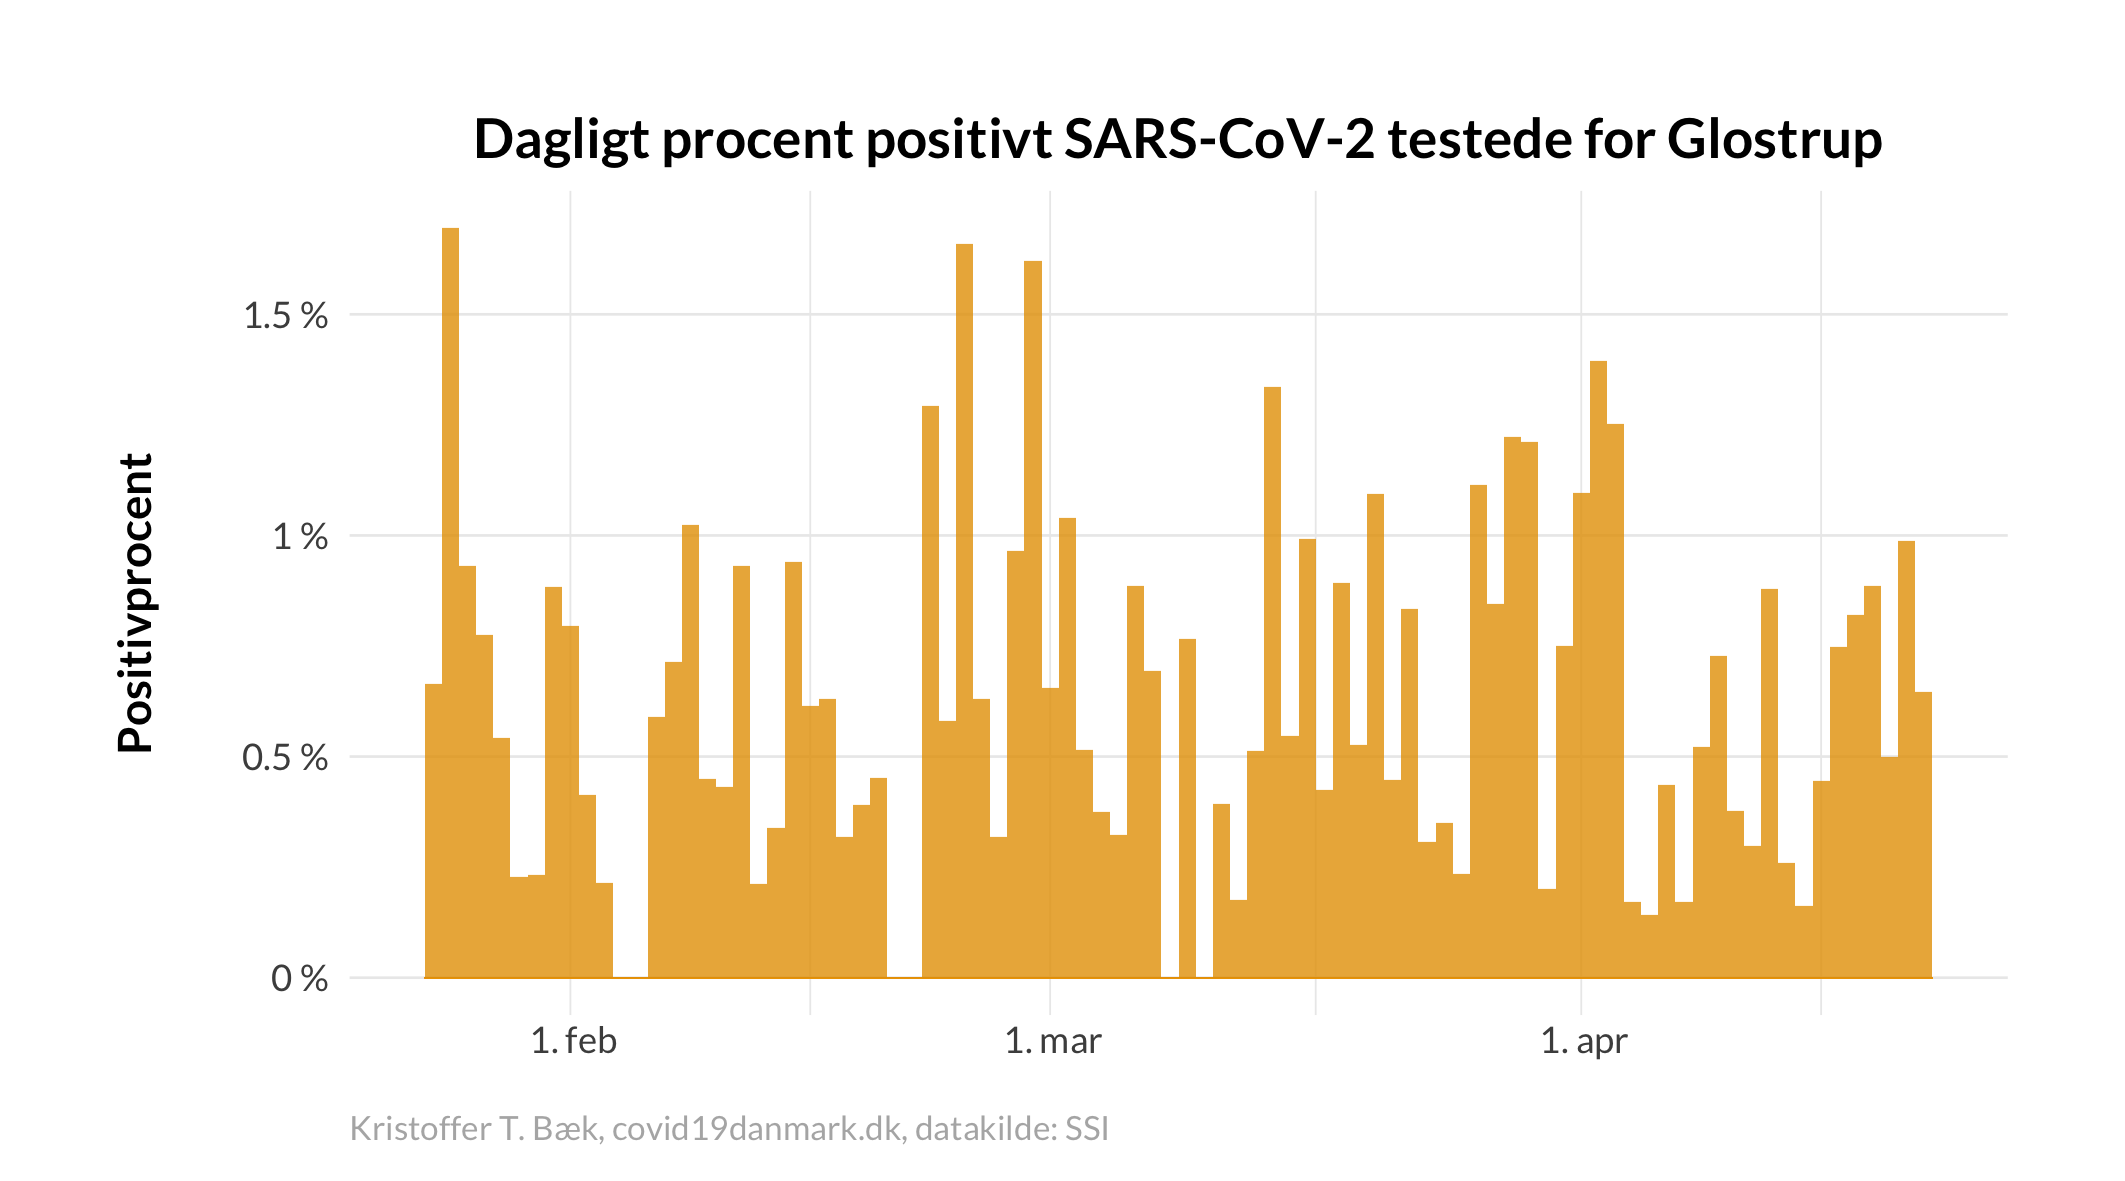 Dagligt procent positivt SARS-CoV-2 testede for Glostrup
Positivprocent
1.5 %
1 %
0.5 %
0 %
1. feb
1. mar
1. apr
Kristoffer T. Bæk, covid19danmark.dk, datakilde: SSI